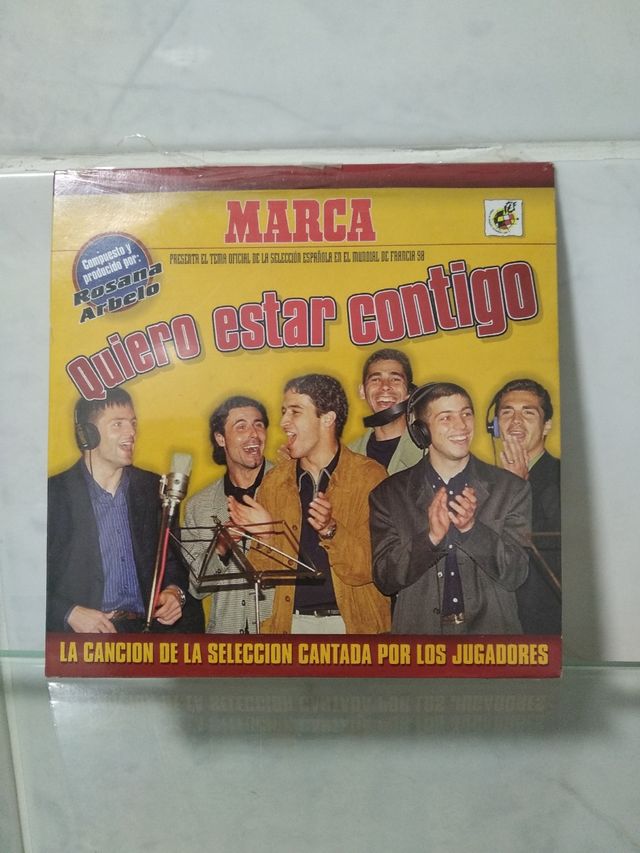 MARCA
PRESENTA EL TEMA OFICIAL DE LA SELECCIÓN ESPAÑOLA EN EL MUNDIAL DE FRANCIA 98
Compuesto y
producido por:
Rosana
Arbelo
Quiero estar contigo
LA CANCION DE LA SELECCION CANTADA POR LOS JUGADORES